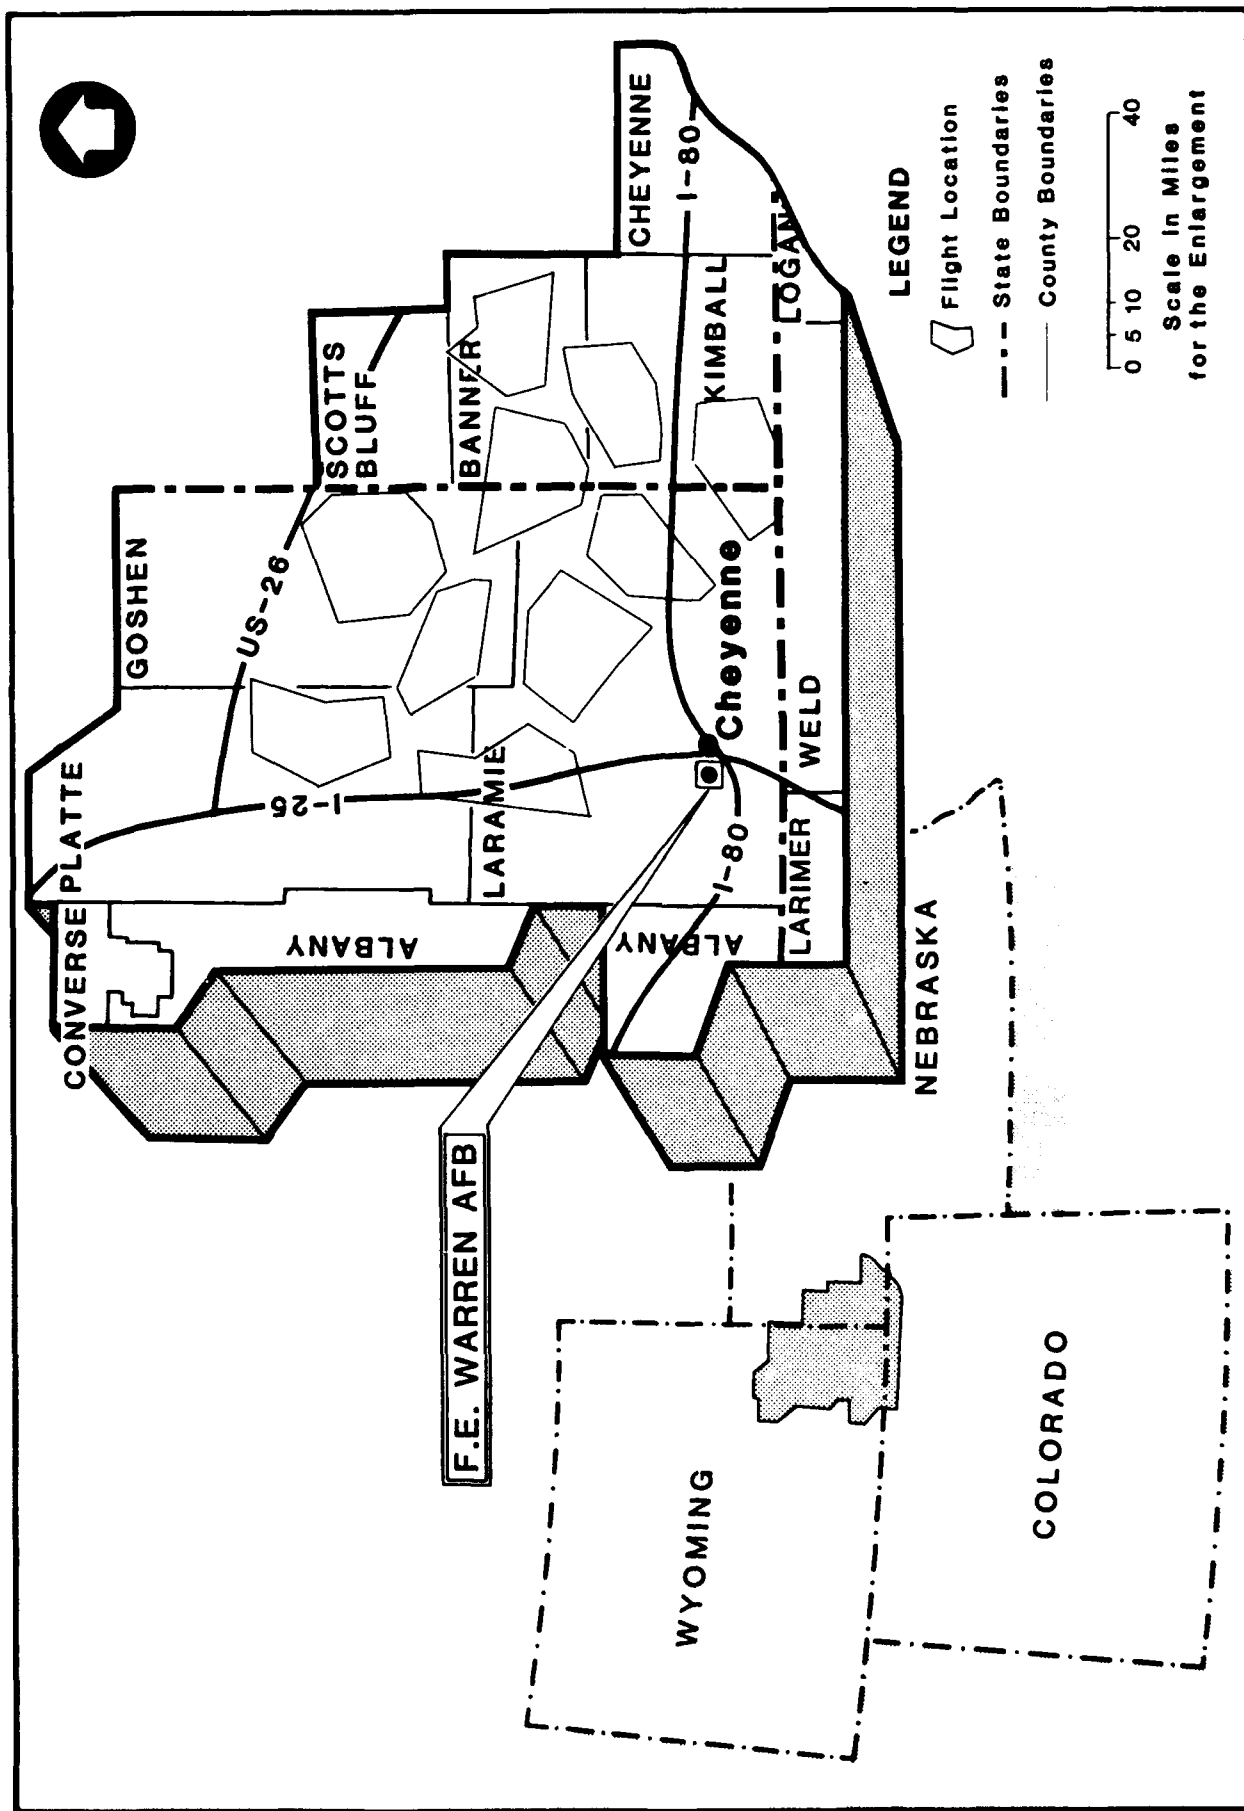 CONVERSE
PLATTE
GOSHEN
US-26
SCOTTS
BLUFF
I-25
ALBANY
LARAMIE
BANNER
CHEYENNE
F.E. WARREN AFB
ALBANY
I-80
Cheyenne
KIMBALL
I-80
LARIMER
WELD
LOGAN
NEBRASKA
WYOMING
COLORADO
LEGEND
Flight Location
State Boundaries
County Boundaries
0 5 10 20 40
Scale in Miles
for the Enlargement